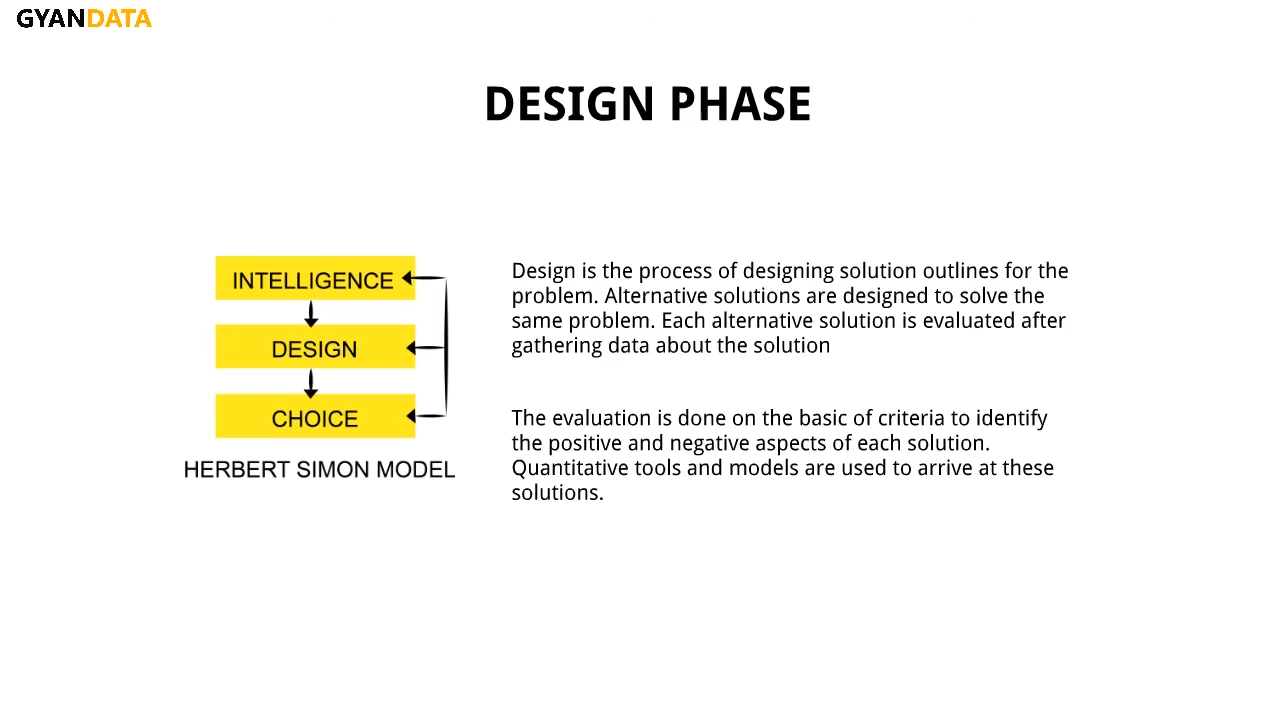 GYANDATA
DESIGN PHASE
INTELLIGENCE
DESIGN
CHOICE
HERBERT SIMON MODEL
Design is the process of designing solution outlines for the
problem. Alternative solutions are designed to solve the
same problem. Each alternative solution is evaluated after
gathering data about the solution
The evaluation is done on the basic of criteria to identify
the positive and negative aspects of each solution.
Quantitative tools and models are used to arrive at these
solutions.